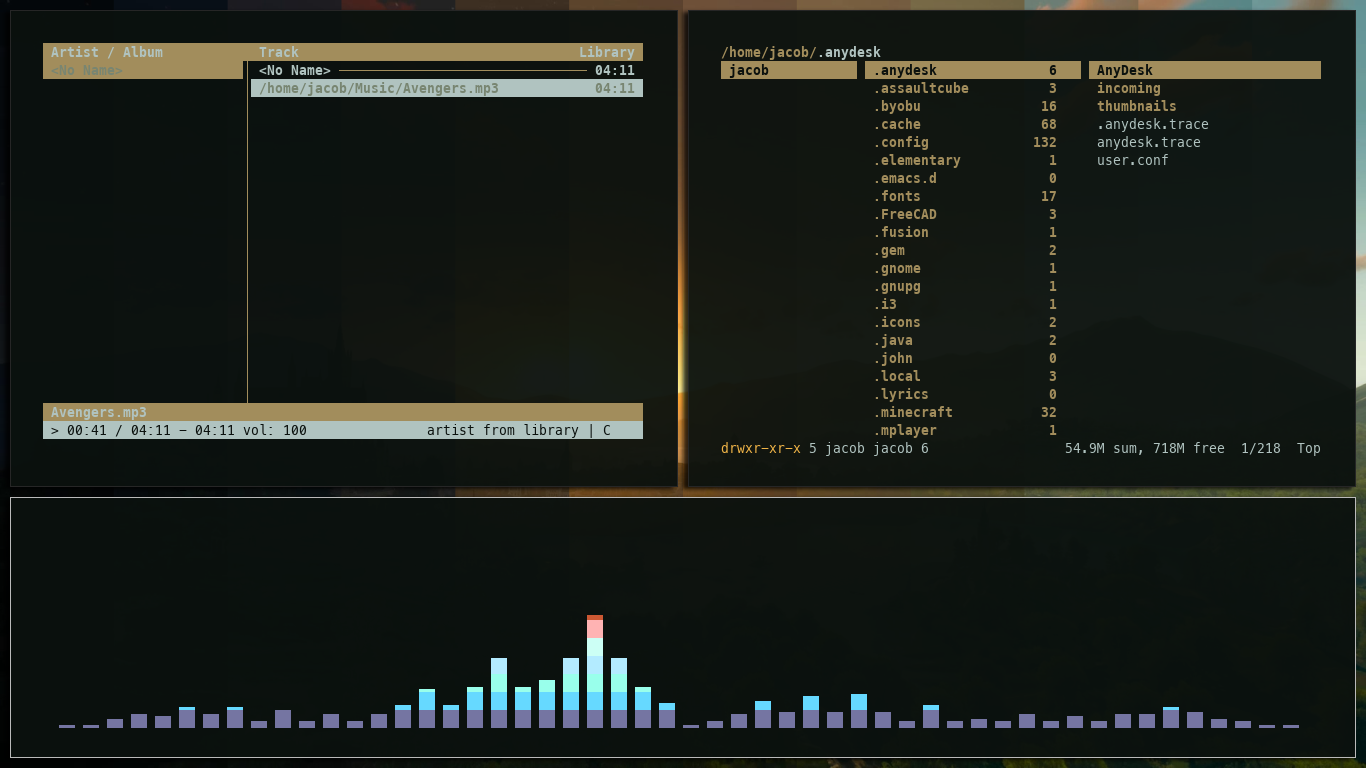 Artist / Album Track Library
<No Name> <No Name> 04:11
/home/jacob/Music/Avengers.mp3 04:11
Avengers.mp3
> 00:41 / 04:11 - 04:11 vol: 100 artist from library | C
/home/jacob/.anydesk
jacob .anydesk 6 AnyDesk
.assaultcube 3 incoming
.byobu 16 thumbnails
.cache 68 .anydesk.trace
.config 132 anydesk.trace
.elementary 1 user.conf
.emacs.d 0
.fonts 17
.FreeCAD 3
.fusion 1
.gem 2
.gnome 1
.gnupg 1
.i3 1
.icons 2
.java 2
.john 0
.local 3
.lyrics 0
.minecraft 32
.mplayer 1
drwxr-xr-x 5 jacob jacob 6 54.9M sum, 718M free 1/218 Top